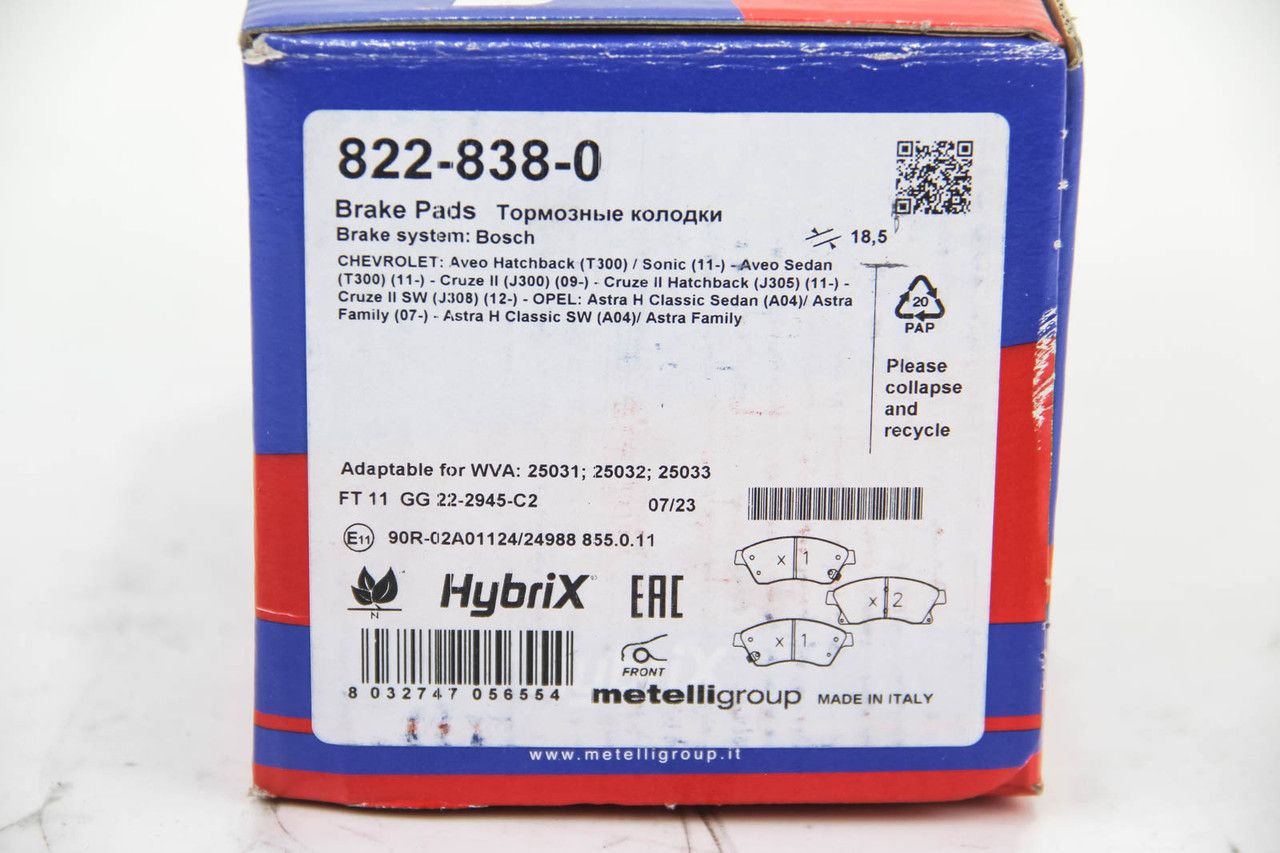 822-838-0
Brake Pads Тормозные колодки
Brake system: Bosch
18,5
CHEVROLET: Aveo Hatchback (T300) / Sonic (11-) - Aveo Sedan
(T300) (11-) - Cruze II (J300) (09-) - Cruze II Hatchback (J305) (11-) -
Cruze II SW (J308) (12-) - OPEL: Astra H Classic Sedan (A04)/ Astra
Family (07-) - Astra H Classic SW (A04)/ Astra Family
20
PAP
Please
collapse
and
recycle
Adaptable for WVA: 25031; 25032; 25033
FT 11 GG 22-2945-C2
07/23
E11 90R-02A01124/24988 855.0.11
x 1
x 2
x 1
N
HybriX
EAC
FRONT
8 032747 056554
metelligroup MADE IN ITALY
www.metelligroup.it